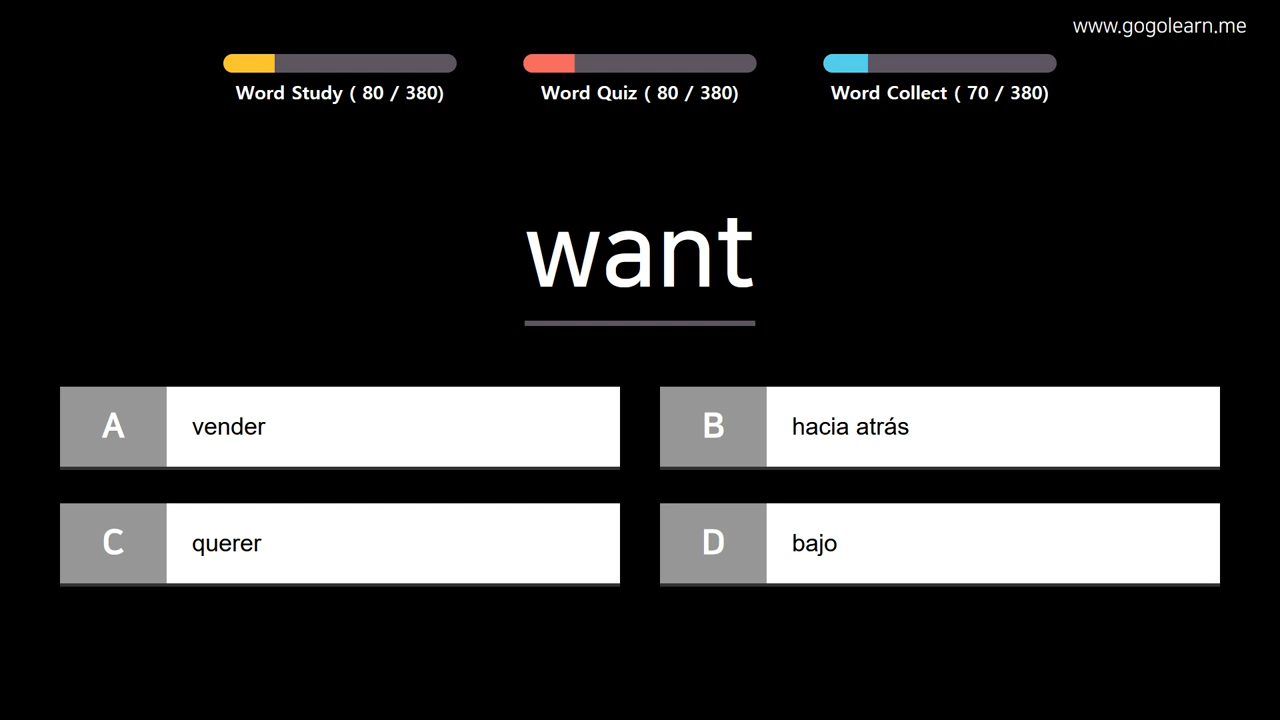 www.gogolearn.me
Word Study ( 80 / 380)
Word Quiz ( 80 / 380)
Word Collect ( 70 / 380)
want
A vender
B hacia atrás
C querer
D bajo